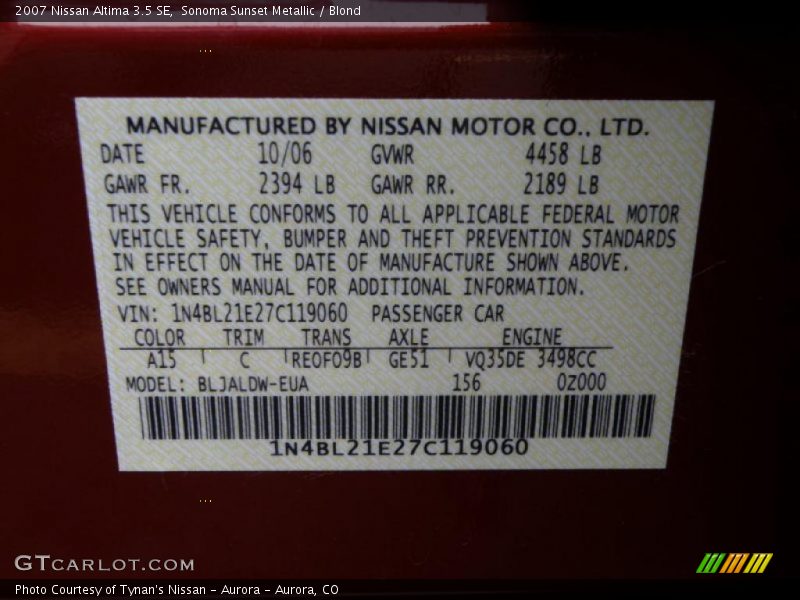 2007 Nissan Altima 3.5 SE,  Sonoma Sunset Metallic / Blond
MANUFACTURED BY NISSAN MOTOR CO., LTD.
DATE 10/06 GVWR 4458 LB
GAWR FR. 2394 LB GAWR RR. 2189 LB
THIS VEHICLE CONFORMS TO ALL APPLICABLE FEDERAL MOTOR
VEHICLE SAFETY, BUMPER AND THEFT PREVENTION STANDARDS
IN EFFECT ON THE DATE OF MANUFACTURE SHOWN ABOVE.
SEE OWNERS MANUAL FOR ADDITIONAL INFORMATION.
VIN: 1N4BL21E27C119060 PASSENGER CAR
COLOR TRIM TRANS AXLE ENGINE
A15 C REOFO9B GE51 VQ35DE 3498CC
MODEL: BLJALDW-EUA 156 0Z000
1N4BL21E27C119060
GTCARLOT.COM
Photo Courtesy of Tynan's Nissan - Aurora - Aurora, CO